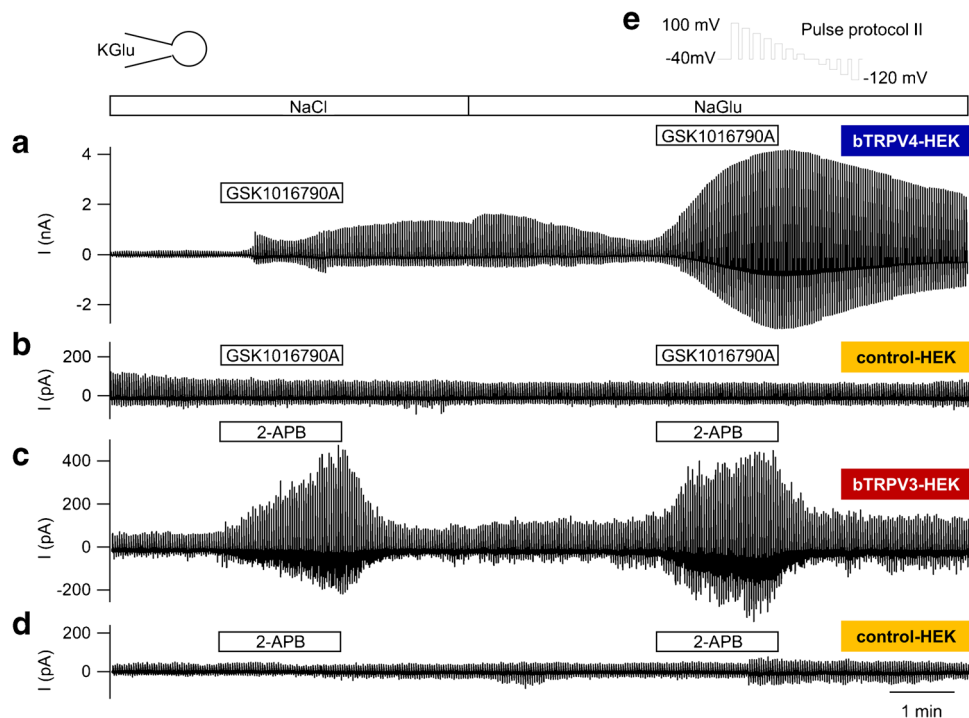 KGlu
e
100 mV
Pulse protocol II
-40mV
-120 mV
NaCl
NaGlu
a
GSK1016790A
bTRPV4-HEK
4
GSK1016790A
2
0
-2
I (nA)
b
GSK1016790A
GSK1016790A
control-HEK
200
0
I (pA)
c
2-APB
2-APB
400
bTRPV3-HEK
200
0
-200
I (pA)
d
200
2-APB
2-APB
control-HEK
0
I (pA)
1 min